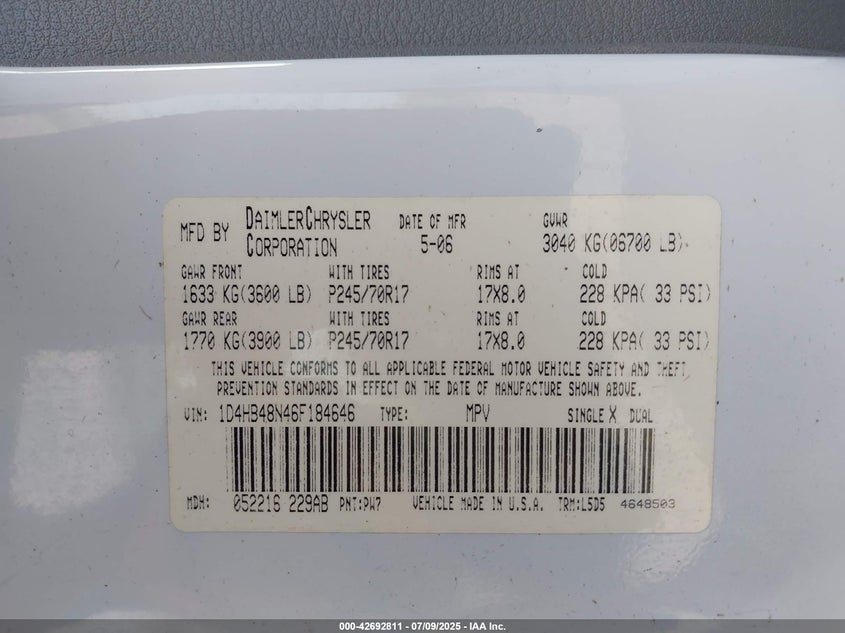 MFD BY DAIMLERCHRYSLER CORPORATION DATE OF MFR 5-06 GVWR 3040 KG(06700 LB)
GAWR FRONT WITH TIRES RIMS AT COLD
1633 KG(3600 LB) P245/70R17 17X8.0 228 KPA( 33 PSI)
GAWR REAR WITH TIRES RIMS AT COLD
1770 KG(3900 LB) P245/70R17 17X8.0 228 KPA( 33 PSI)
THIS VEHICLE CONFORMS TO ALL APPLICABLE FEDERAL MOTOR VEHICLE SAFETY AND THEFT
PREVENTION STANDARDS IN EFFECT ON THE DATE OF MANUFACTURE SHOWN ABOVE.
VIN: 1D4HB48N46F184646 TYPE: MPV SINGLE X DUAL
MDH: 052216 229AB PNT:PW7 VEHICLE MADE IN U.S.A. TRM:L5D5 4648503
000-42692811 - 07/09/2025 - IAA Inc.